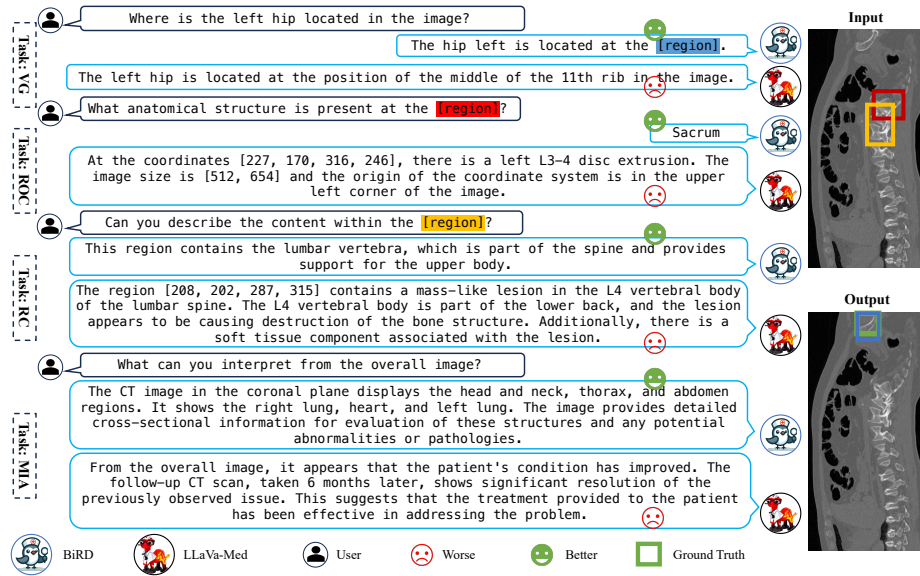 Task: VG
Where is the left hip located in the image?
The hip left is located at the [region].
The left hip is located at the position of the middle of the 11th rib in the image.
Task: ROC
What anatomical structure is present at the [region]?
Sacrum
At the coordinates [227, 170, 316, 246], there is a left L3-4 disc extrusion. The
image size is [512, 654] and the origin of the coordinate system is in the upper
left corner of the image.
Task: RC
Can you describe the content within the [region]?
This region contains the lumbar vertebra, which is part of the spine and provides
support for the upper body.
The region [208, 202, 287, 315] contains a mass-like lesion in the L4 vertebral body
of the lumbar spine. The L4 vertebral body is part of the lower back, and the lesion
appears to be causing destruction of the bone structure. Additionally, there is a
soft tissue component associated with the lesion.
Task: MIA
What can you interpret from the overall image?
The CT image in the coronal plane displays the head and neck, thorax, and abdomen
regions. It shows the right lung, heart, and left lung. The image provides detailed
cross-sectional information for evaluation of these structures and any potential
abnormalities or pathologies.
From the overall image, it appears that the patient's condition has improved. The
follow-up CT scan, taken 6 months later, shows significant resolution of the
previously observed issue. This suggests that the treatment provided to the patient
has been effective in addressing the problem.
Input
Output
BiRD
LLaVa-Med
User
Worse
Better
Ground Truth